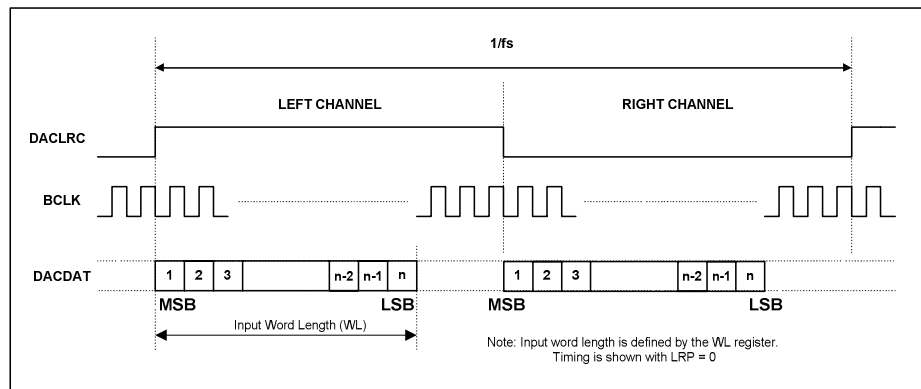 1/fs
LEFT CHANNEL RIGHT CHANNEL
DACLRC
BCLK
DACDAT 1 2 3 n-2 n-1 n 1 2 3 n-2 n-1 n
MSB LSB MSB LSB
Input Word Length (WL)
Note: Input word length is defined by the WL register.
Timing is shown with LRP = 0